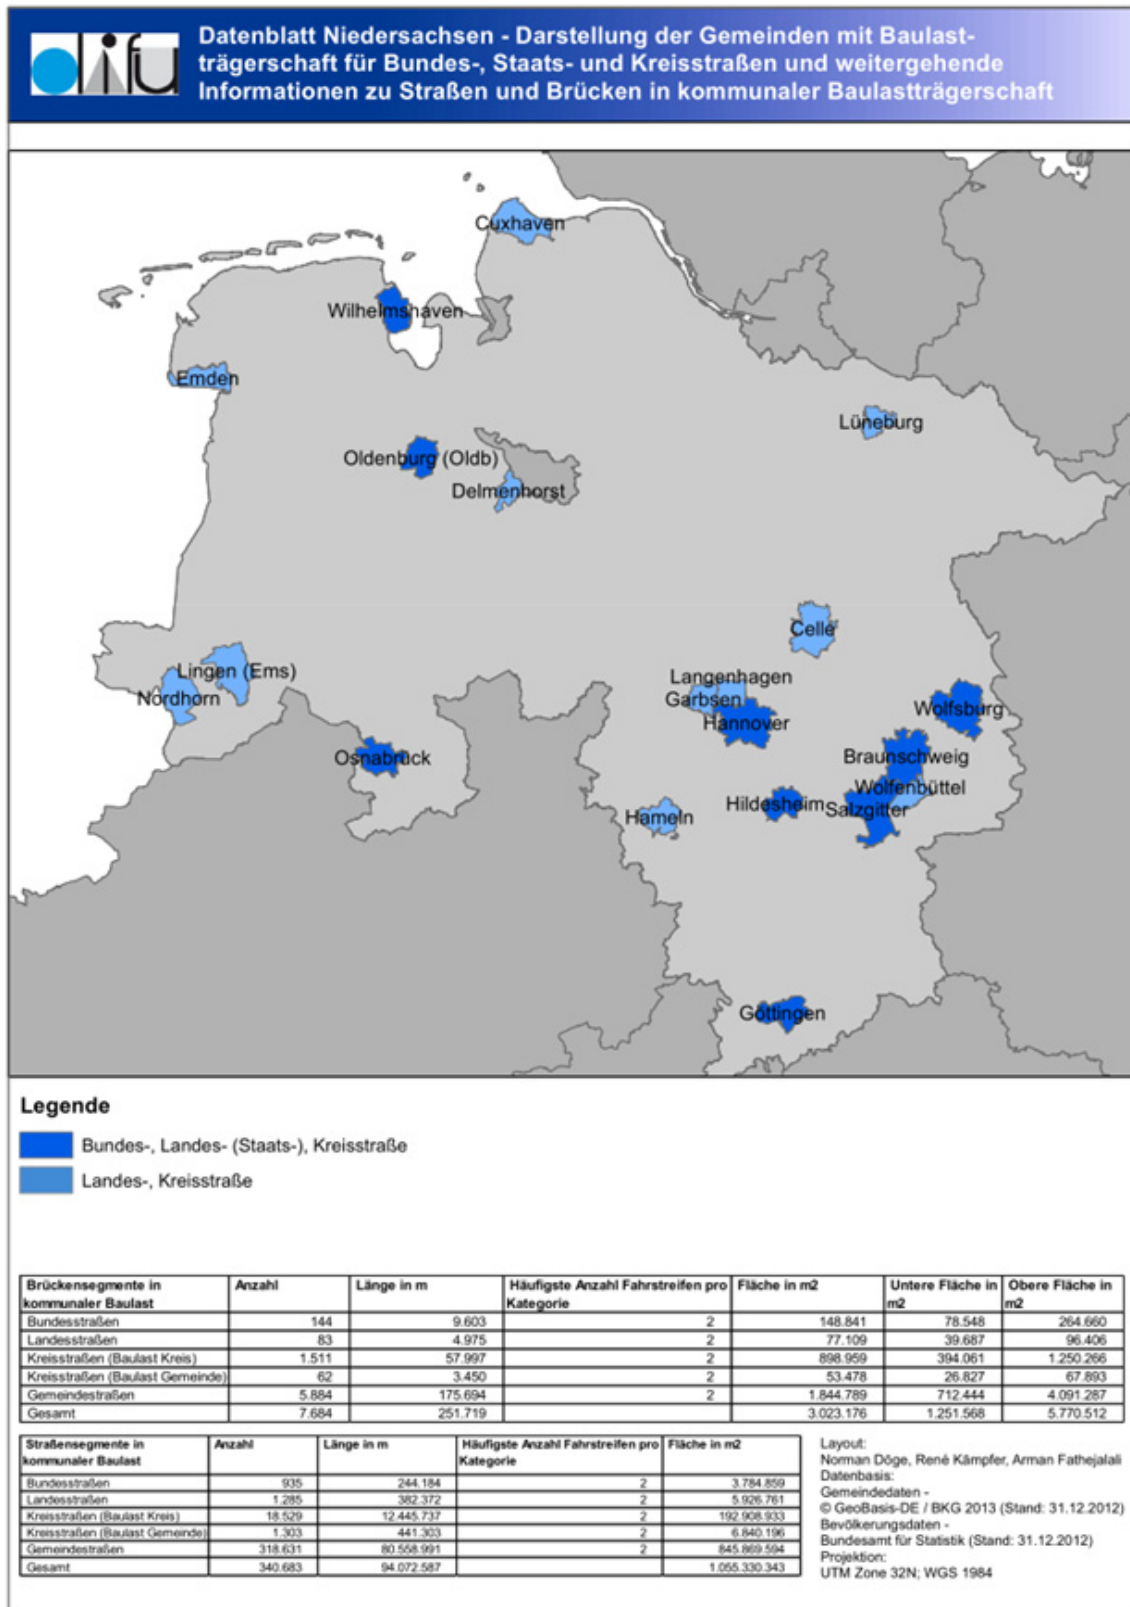 difu
Datenblatt Niedersachsen - Darstellung der Gemeinden mit Baulast-
trägerschaft für Bundes-, Staats- und Kreisstraßen und weitergehende
Informationen zu Straßen und Brücken in kommunaler Baulastträgerschaft
Cuxhaven
Wilhelmshaven
Emden
Lüneburg
Oldenburg (Oldb)
Delmenhorst
Celle
Lingen (Ems)
Langenhagen
Nordhorn
Garbsen
Wolfsburg
Hannover
Osnabrück
Braunschweig
Wolfenbüttel
Hildesheim
Salzgitter
Hameln
Göttingen
Legende
Bundes-, Landes- (Staats-), Kreisstraße
Landes-, Kreisstraße
Brückensegmente in kommunaler Baulast Anzahl Länge in m Häufigste Anzahl Fahrstreifen pro Kategorie Fläche in m2 Untere Fläche in m2 Obere Fläche in m2
Bundesstraßen 144 9.603 2 148.841 78.548 264.660
Landesstraßen 83 4.975 2 77.109 39.687 96.406
Kreisstraßen (Baulast Kreis) 1.511 57.997 2 898.959 394.061 1.250.266
Kreisstraßen (Baulast Gemeinde) 62 3.450 2 53.478 26.827 67.893
Gemeindestraßen 5.884 175.694 2 1.844.789 712.444 4.091.287
Gesamt 7.684 251.719 3.023.176 1.251.568 5.770.512
Straßensegmente in kommunaler Baulast Anzahl Länge in m Häufigste Anzahl Fahrstreifen pro Kategorie Fläche in m2
Bundesstraßen 935 244.184 2 3.784.859
Landesstraßen 1.285 382.372 2 5.926.761
Kreisstraßen (Baulast Kreis) 18.529 12.445.737 2 192.908.933
Kreisstraßen (Baulast Gemeinde) 1.303 441.303 2 6.840.196
Gemeindestraßen 318.631 80.558.991 2 845.869.594
Gesamt 340.683 94.072.587 1.055.330.343
Layout:
Norman Döge, René Kämpfer, Arman Fathejalali
Datenbasis:
Gemeindedaten -
© GeoBasis-DE / BKG 2013 (Stand: 31.12.2012)
Bevölkerungsdaten -
Bundesamt für Statistik (Stand: 31.12.2012)
Projektion:
UTM Zone 32N; WGS 1984